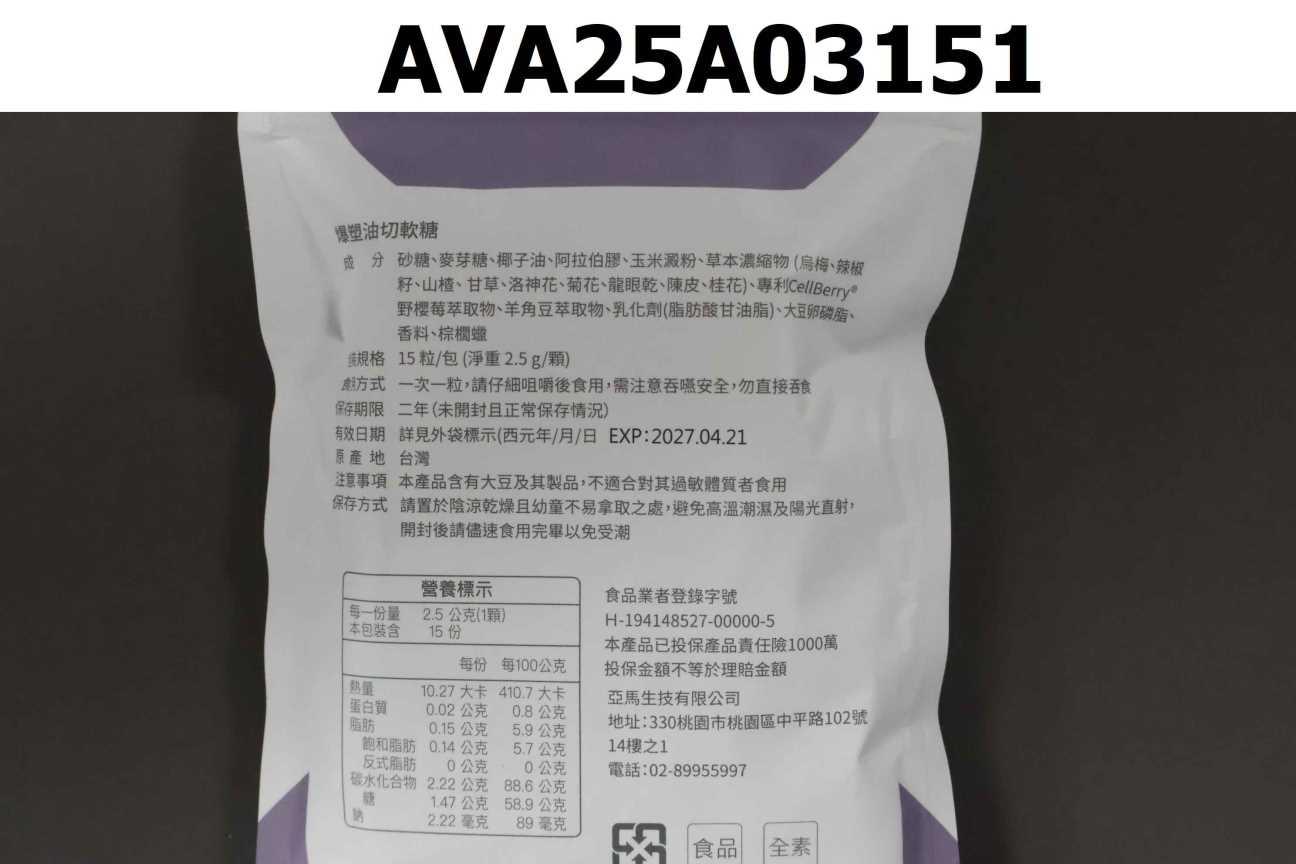 AVA25A03151
爆塑油切軟糖
成 分 砂糖、麥芽糖、椰子油、阿拉伯膠、玉米澱粉、草本濃縮物 (烏梅、辣椒
籽、山楂、甘草、洛神花、菊花、龍眼乾、陳皮、桂花)、專利CellBerry®
野櫻莓萃取物、羊角豆萃取物、乳化劑(脂肪酸甘油脂)、大豆卵磷脂、
香料、棕櫚蠟
規格 15 粒/包 (淨重 2.5 g/顆)
方式 一次一粒,請仔細咀嚼後食用,需注意吞嚥安全,勿直接吞食
保存期限 二年 (未開封且正常保存情況)
有效日期 詳見外袋標示(西元年/月/日 EXP:2027.04.21
原 產 地 台灣
注意事項 本產品含有大豆及其製品,不適合對其過敏體質者食用
保存方式 請置於陰涼乾燥且幼童不易拿取之處,避免高溫潮濕及陽光直射,
開封後請儘速食用完畢以免受潮
營養標示
每一份量 2.5 公克(1顆)
本包裝含 15 份
每份 每100公克
熱量 10.27 大卡 410.7 大卡
蛋白質 0.02 公克 0.8 公克
脂肪 0.15 公克 5.9 公克
飽和脂肪 0.14 公克 5.7 公克
反式脂肪 0 公克 0 公克
碳水化合物 2.22 公克 88.6 公克
糖 1.47 公克 58.9 公克
鈉 2.22 毫克 89 毫克
食品業者登錄字號
H-194148527-00000-5
本產品已投保產品責任險1000萬
投保金額不等於理賠金額
亞馬生技有限公司
地址:330桃園市桃園區中平路102號
14樓之1
電話:02-89955997
食品 全素